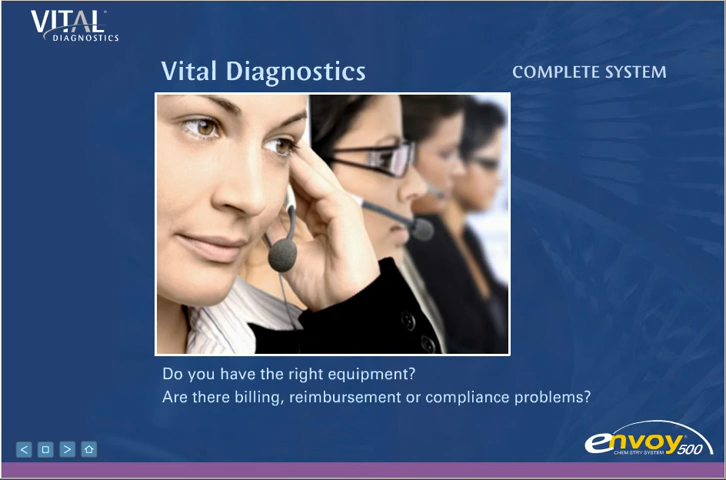 VITAL®
DIAGNOSTICS
Vital Diagnostics
COMPLETE SYSTEM
Do you have the right equipment?
Are there billing, reimbursement or compliance problems?
envoy®
CHEMISTRY SYSTEM 500